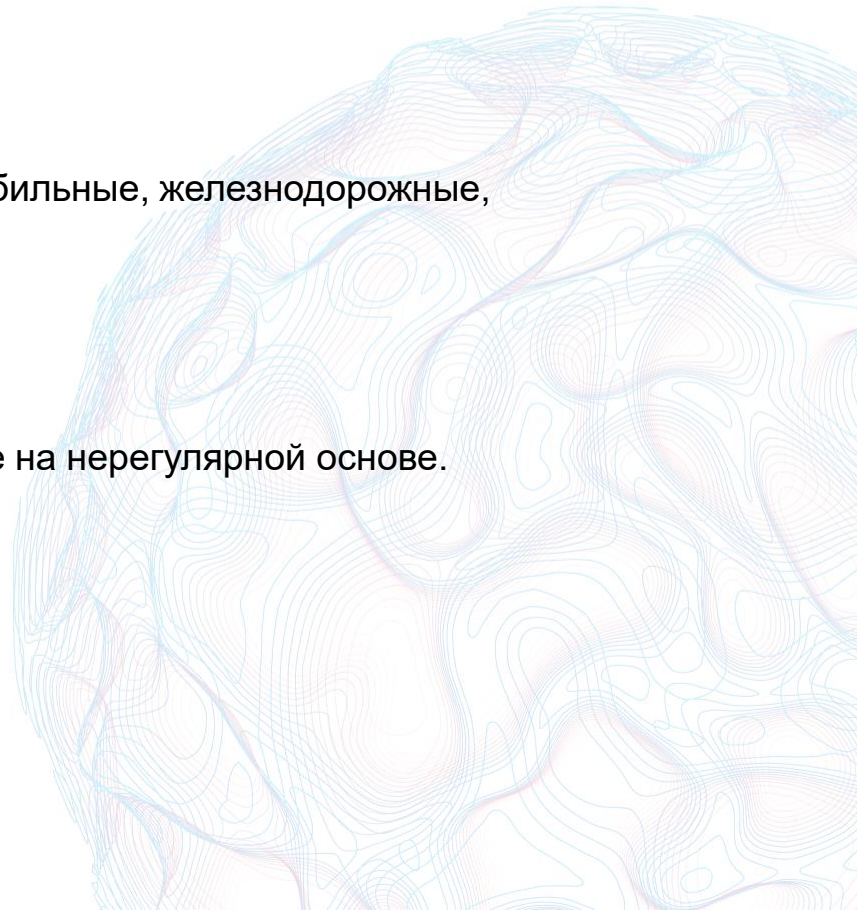 бильные, железнодорожные,
е на нерегулярной основе.